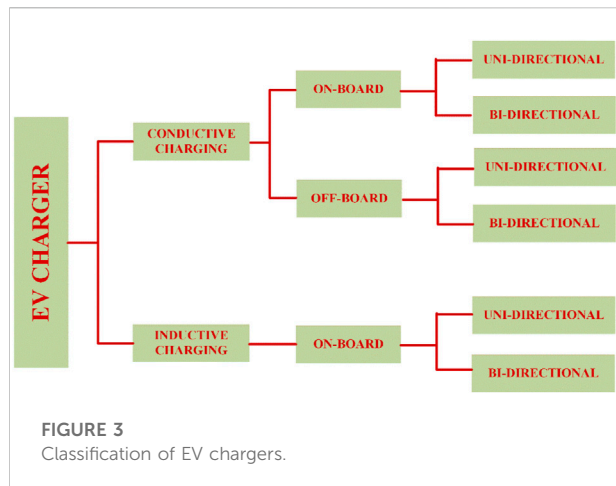 EV CHARGER
CONDUCTIVE
CHARGING
ON-BOARD
UNI-DIRECTIONAL
BI-DIRECTIONAL
OFF-BOARD
UNI-DIRECTIONAL
BI-DIRECTIONAL
INDUCTIVE
CHARGING
ON-BOARD
UNI-DIRECTIONAL
BI-DIRECTIONAL
FIGURE 3
Classification of EV chargers.